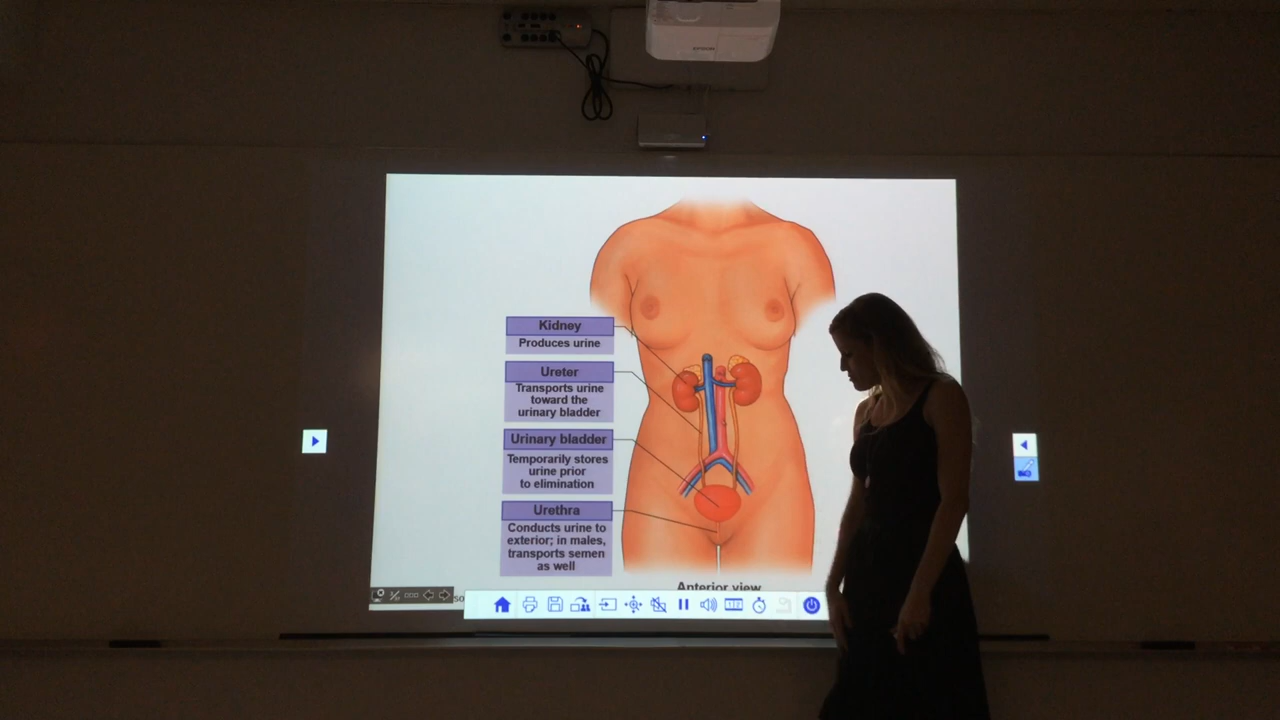 EPSON
Kidney
Produces urine
Ureter
Transports urine
toward the
urinary bladder
Urinary bladder
Temporarily stores
urine prior
to elimination
Urethra
Conducts urine to
exterior; in males,
transports semen
as well
Anterior view